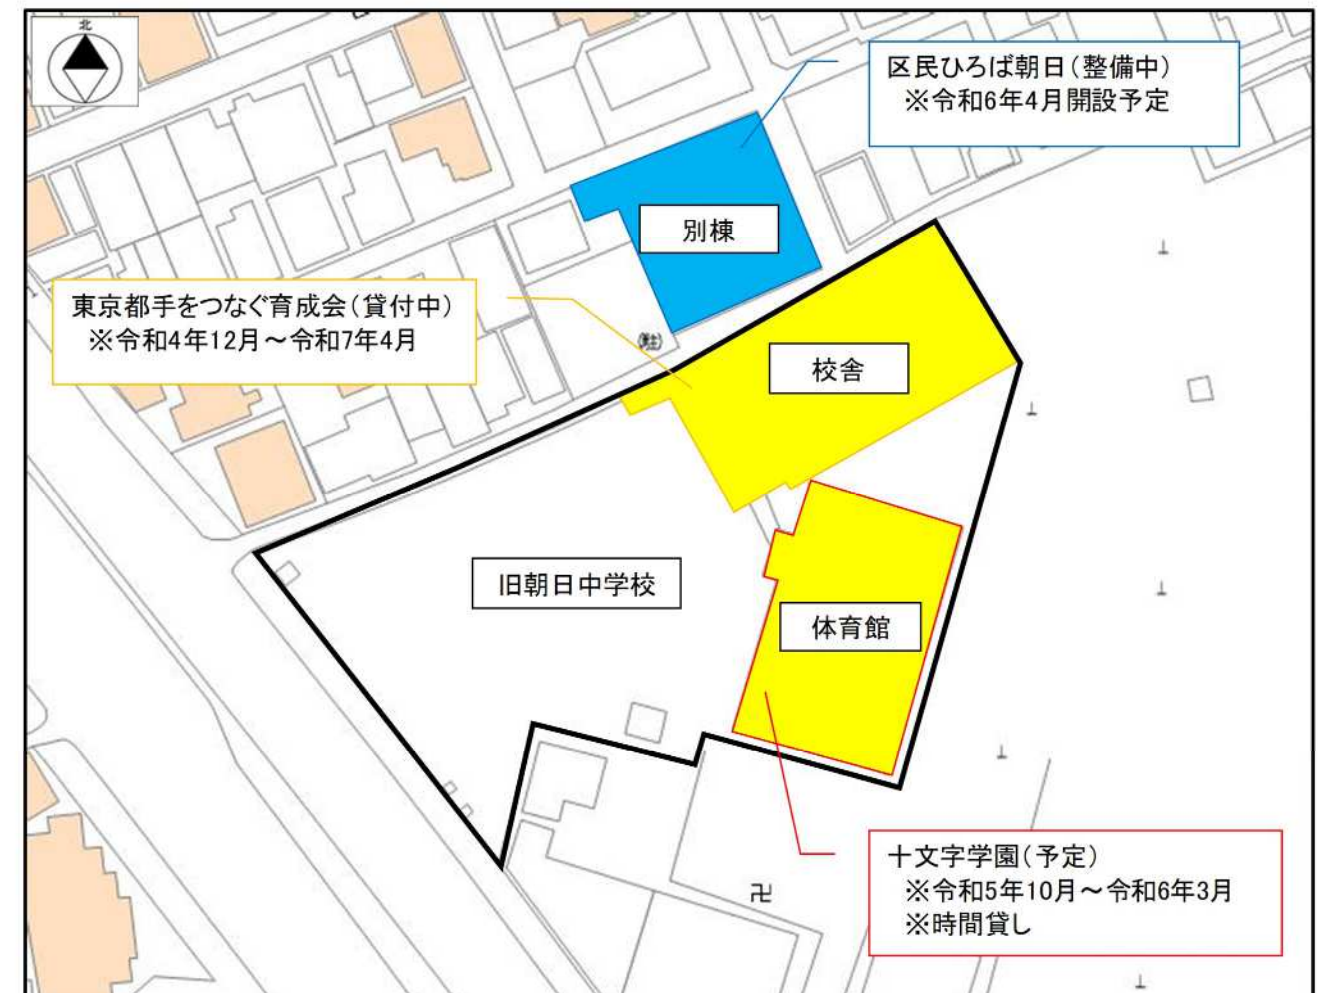 北
区民ひろば朝日(整備中)
※令和6年4月開設予定
別棟
東京都手をつなぐ育成会(貸付中)
※令和4年12月~令和7年4月
校舎
旧朝日中学校
体育館
十文字学園(予定)
※令和5年10月~令和6年3月
※時間貸し
卍